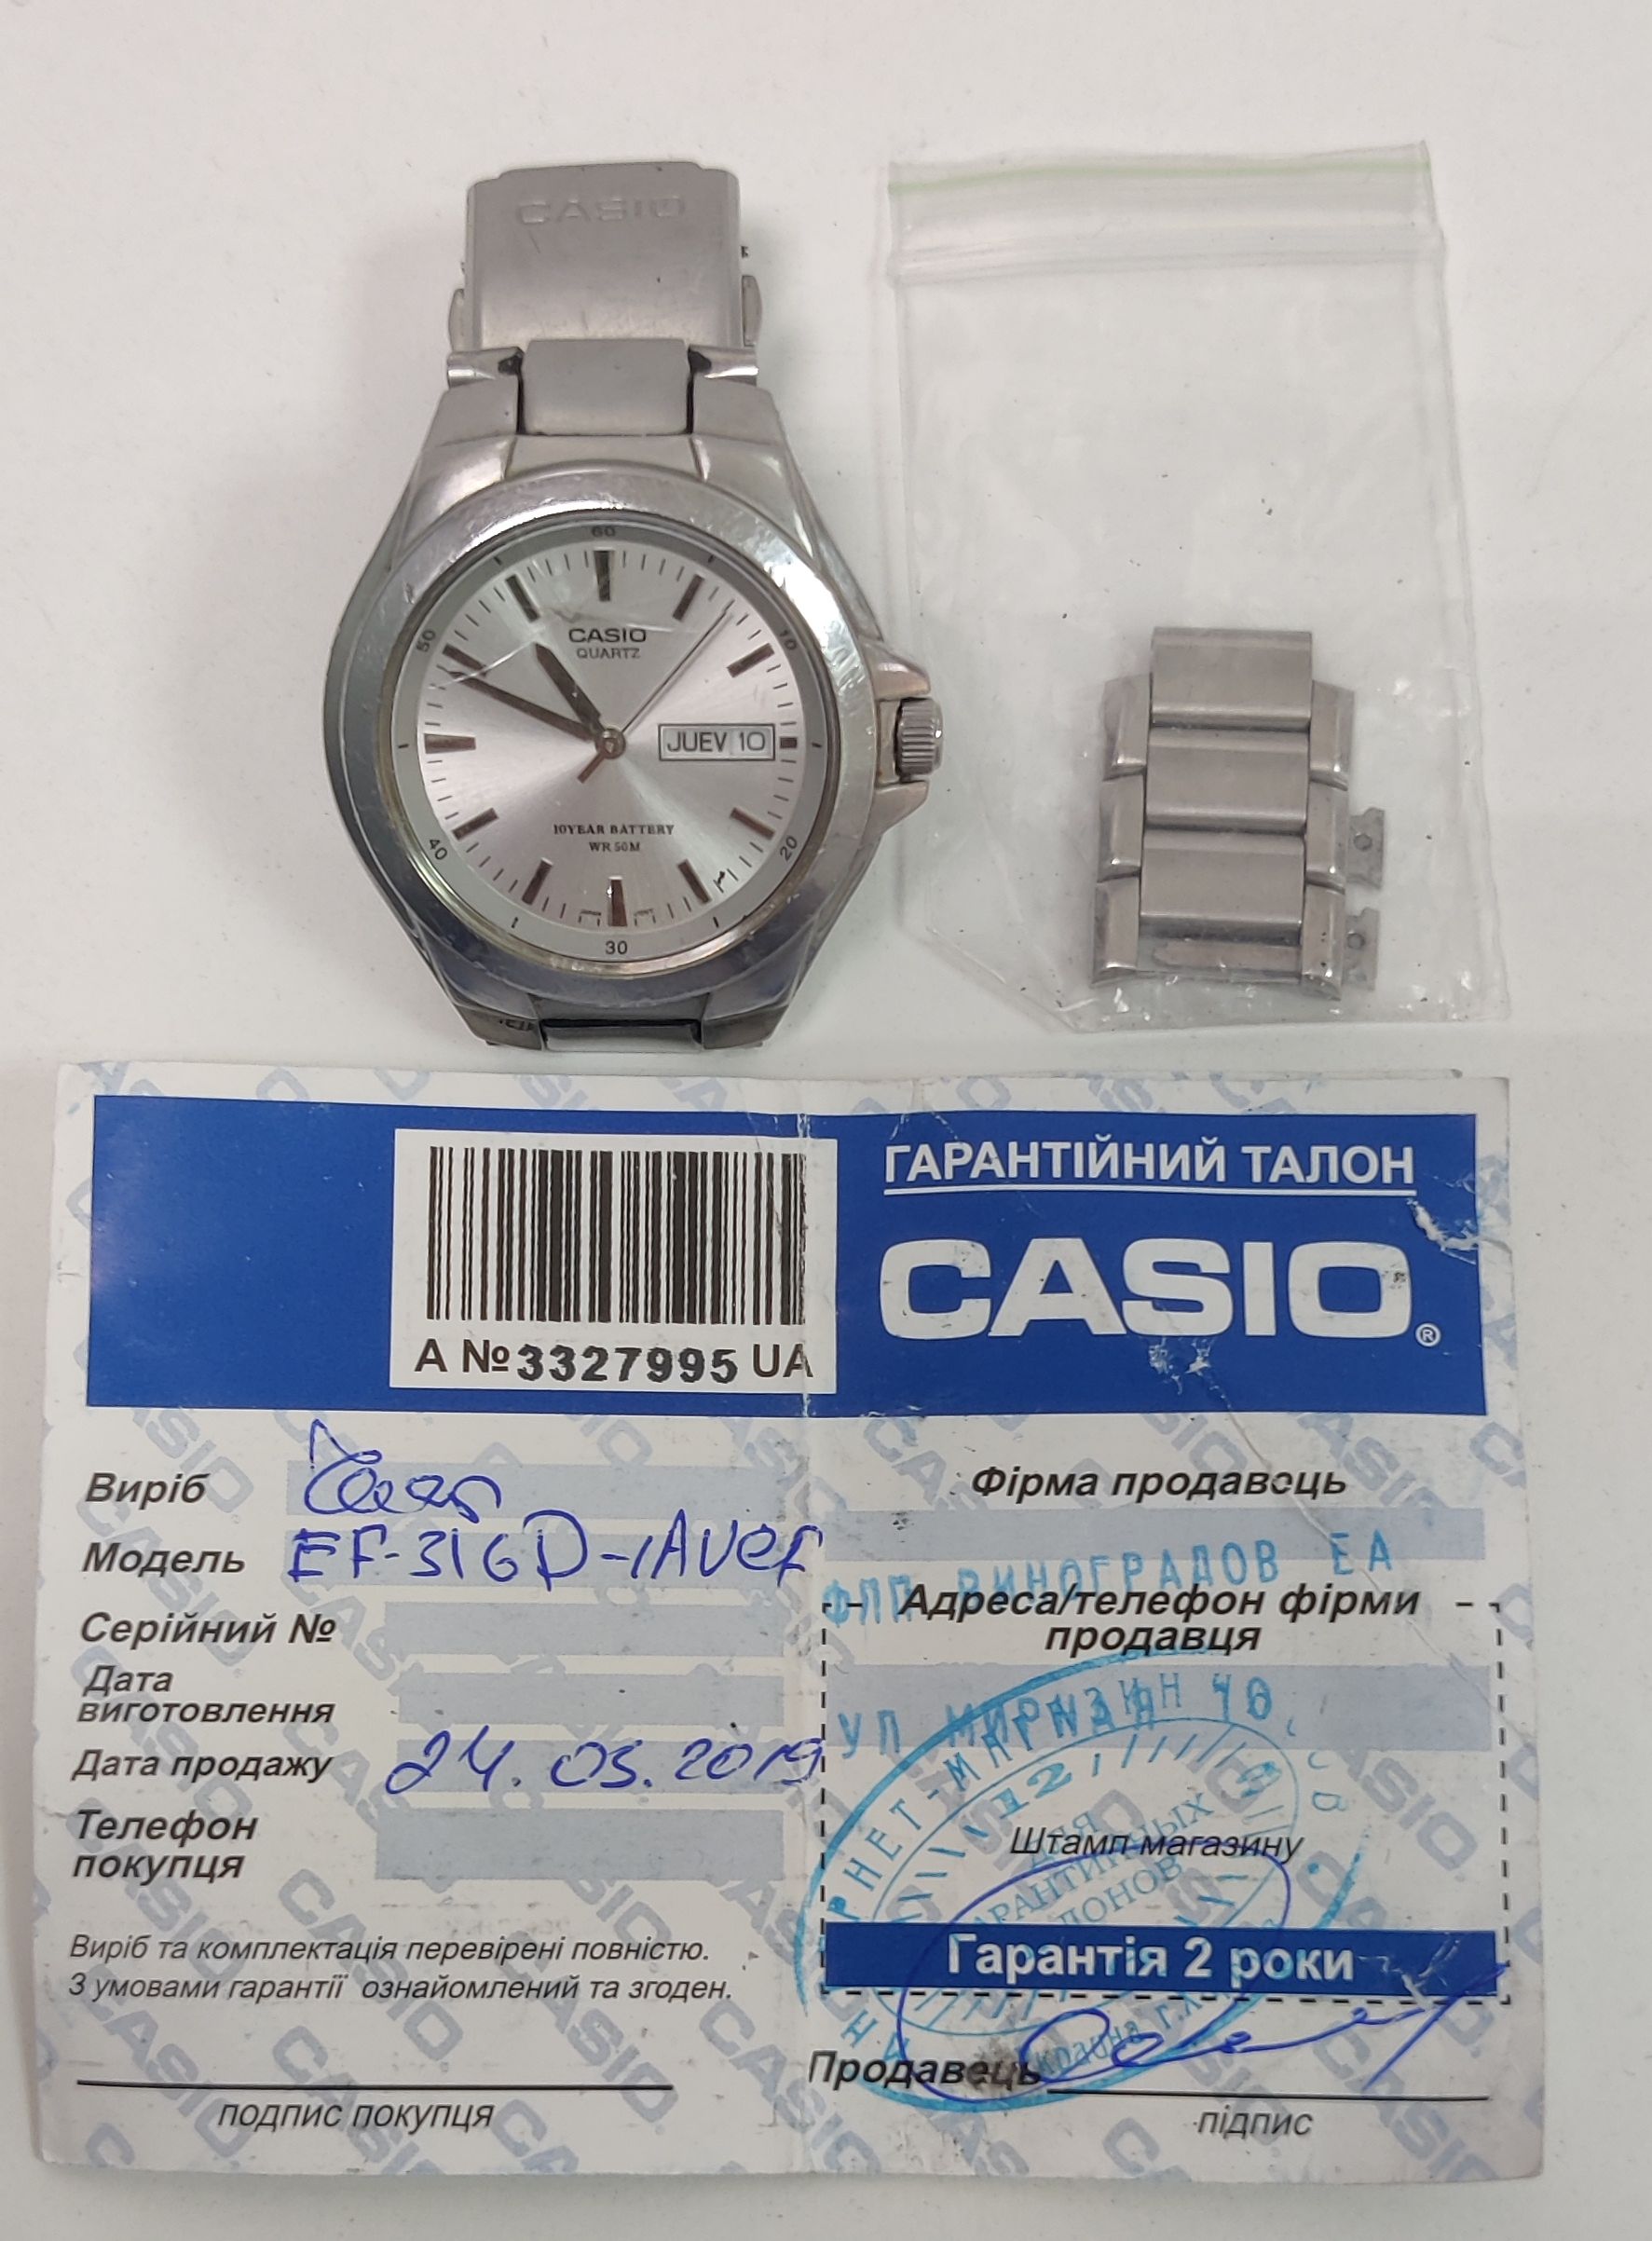 CASIO
60
10
20
30
40
50
CASIO
QUARTZ
JUEV 10
10YEAR BATTERY
WR 50M
ГАРАНТІЙНИЙ ТАЛОН
CASIO®
A №3327995 UA
Виріб Часы
Модель EF-316D-1AVEF
Серійний №
Дата
виготовлення
Дата продажу 24.05.2019
Телефон
покупця
Виріб та комплектація перевірені повністю.
З умовами гарантії ознайомлений та згоден.
подпис покупця
Фірма продавець
ФЛП ВИНОГРАДОВ ЕА
Адреса/телефон фірми
продавця
УЛ
12
ДЛЯ
Штамп магазину
Гарантія 2 роки
Продавець
підпис